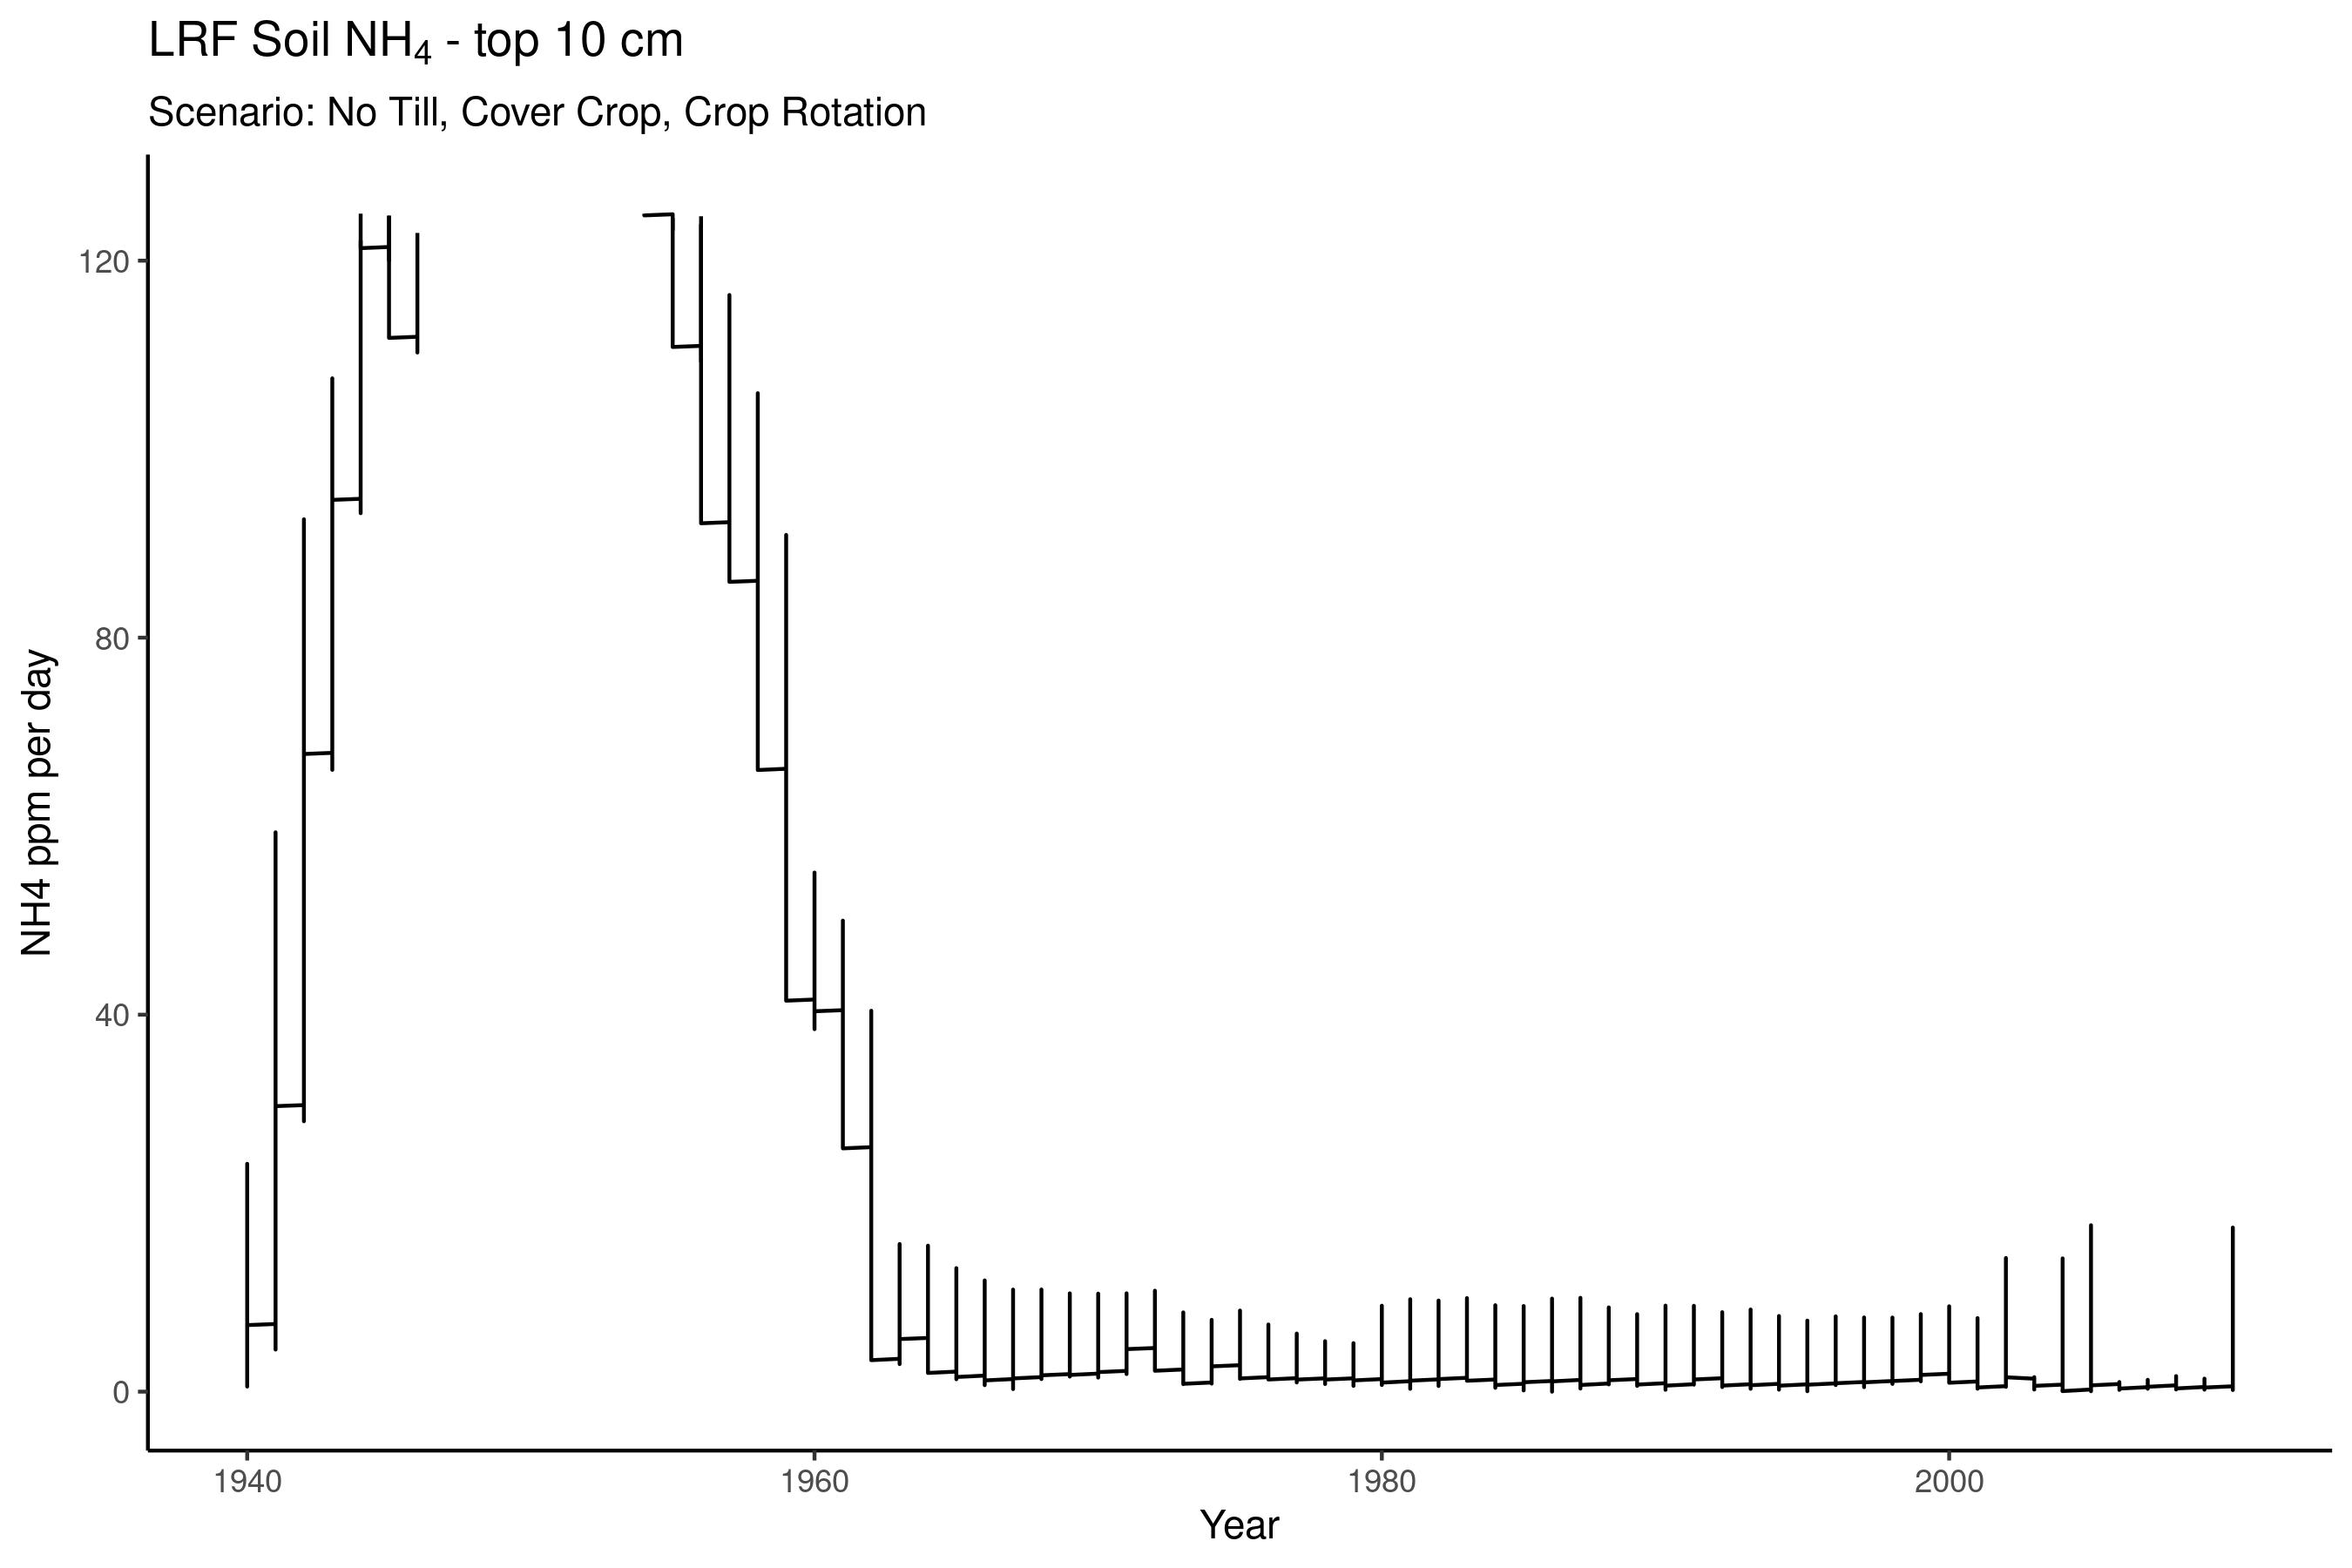 LRF Soil NH₄ - top 10 cm
Scenario: No Till, Cover Crop, Crop Rotation
NH4 ppm per day
120
80
40
0
1940
1960
1980
2000
Year